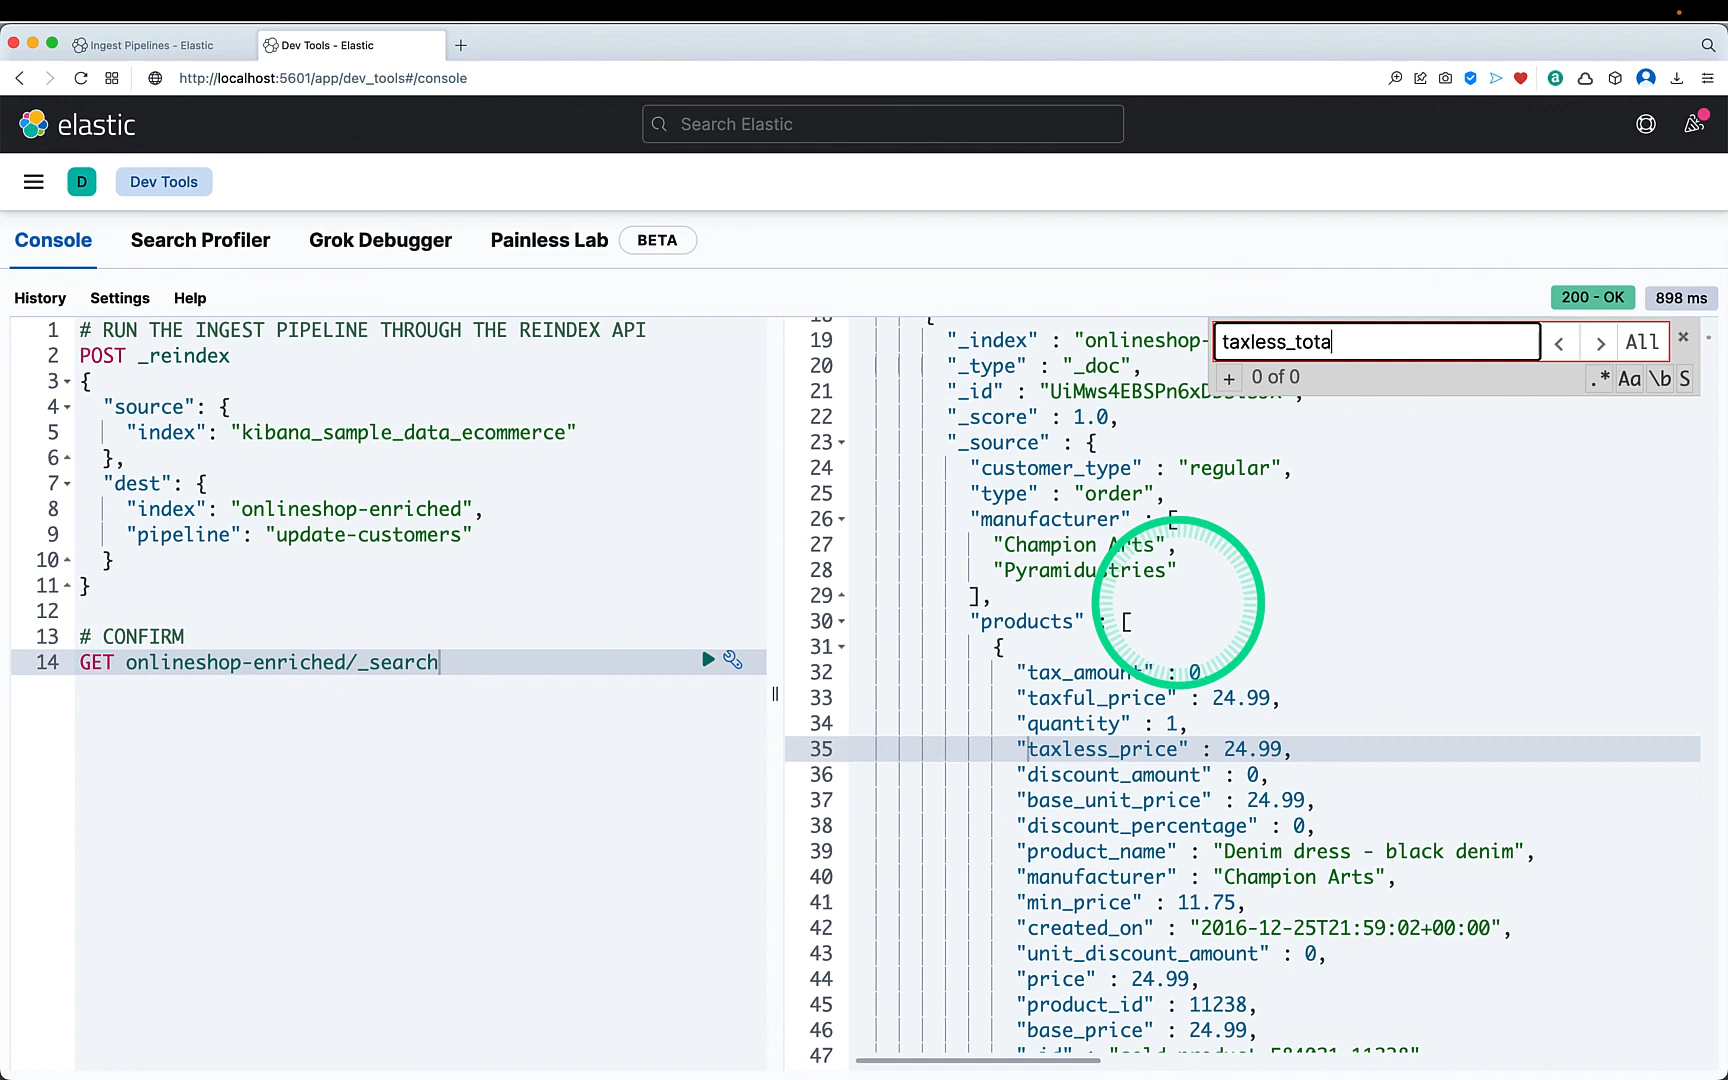 Ingest Pipelines - Elastic
Dev Tools - Elastic
http://localhost:5601/app/dev_tools#/console
elastic
Search Elastic
D
Dev Tools
Console
Search Profiler
Grok Debugger
Painless Lab
BETA
History
Settings
Help
200 - OK
898 ms
1 # RUN THE INGEST PIPELINE THROUGH THE REINDEX API
2 POST _reindex
3 {
4 "source": {
5 "index": "kibana_sample_data_ecommerce"
6 },
7 "dest": {
8 "index": "onlineshop-enriched",
9 "pipeline": "update-customers"
10 }
11 }
12
13 # CONFIRM
14 GET onlineshop-enriched/_search
taxless_tota
All
+ 0 of 0
.* Aa \b S
18 {
19 "_index" : "onlineshop-
20 "_type" : "_doc",
21 "_id" :
22 "_score" : 1.0,
23 "_source" : {
24 "customer_type" : "regular",
25 "type" : "order",
26 "manufacturer" : [
27 "Champion Arts",
28 "Pyramidustries"
29 ],
30 "products" : [
31 {
32 "tax_amount" : 0
33 "taxful_price" : 24.99,
34 "quantity" : 1,
35 "taxless_price" : 24.99,
36 "discount_amount" : 0,
37 "base_unit_price" : 24.99,
38 "discount_percentage" : 0,
39 "product_name" : "Denim dress - black denim",
40 "manufacturer" : "Champion Arts",
41 "min_price" : 11.75,
42 "created_on" : "2016-12-25T21:59:02+00:00",
43 "unit_discount_amount" : 0,
44 "price" : 24.99,
45 "product_id" : 11238,
46 "base_price" : 24.99,
47